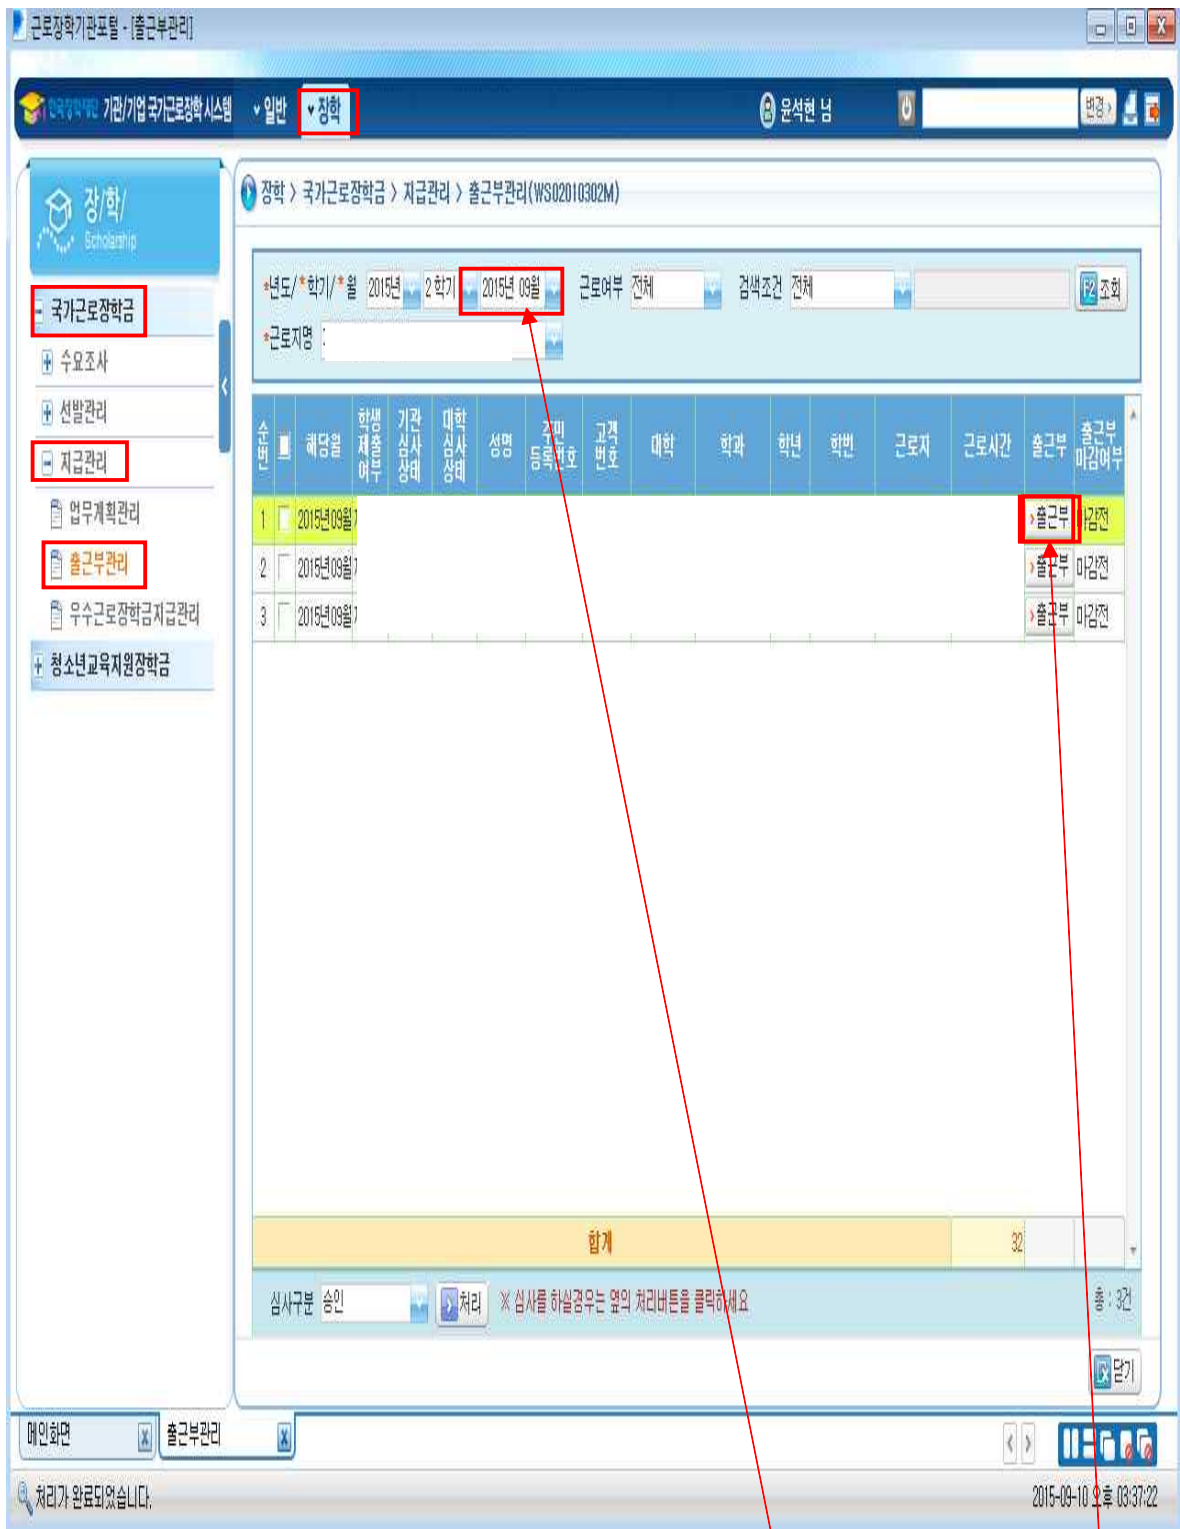 근로장학기관포털 - [출근부관리]
한국장학재단 기관/기업 국가근로장학 시스템 일반 장학 윤석현 님 변경
장/학/
Scholarship
장학 > 국가근로장학금 > 지급관리 > 출근부관리(WS02010302M)
*년도/*학기/*월 2015년 2 학기 2015년 09월 근로여부 전체 검색조건 전체 F2 조회
*근로지명
국가근로장학금
수요조사
선발관리
지급관리
업무계획관리
출근부관리
우수근로장학금지급관리
청소년교육지원장학금
순번 해당월 학생제출여부 기관심사상태 대학심사상태 성명 주민등록번호 고객번호 대학 학과 학년 학번 근로지 근로시간 출근부 출근부마감여부
1 2015년09월 출근부 마감전
2 2015년09월 출근부 마감전
3 2015년09월 출근부 마감전
합계 32
심사구분 승인 처리 ※ 심사를 하실경우는 옆의 처리버튼을 클릭하세요 총 : 3건
닫기
메인화면 출근부관리
처리가 완료되었습니다. 2015-09-10 오후 03:37:22